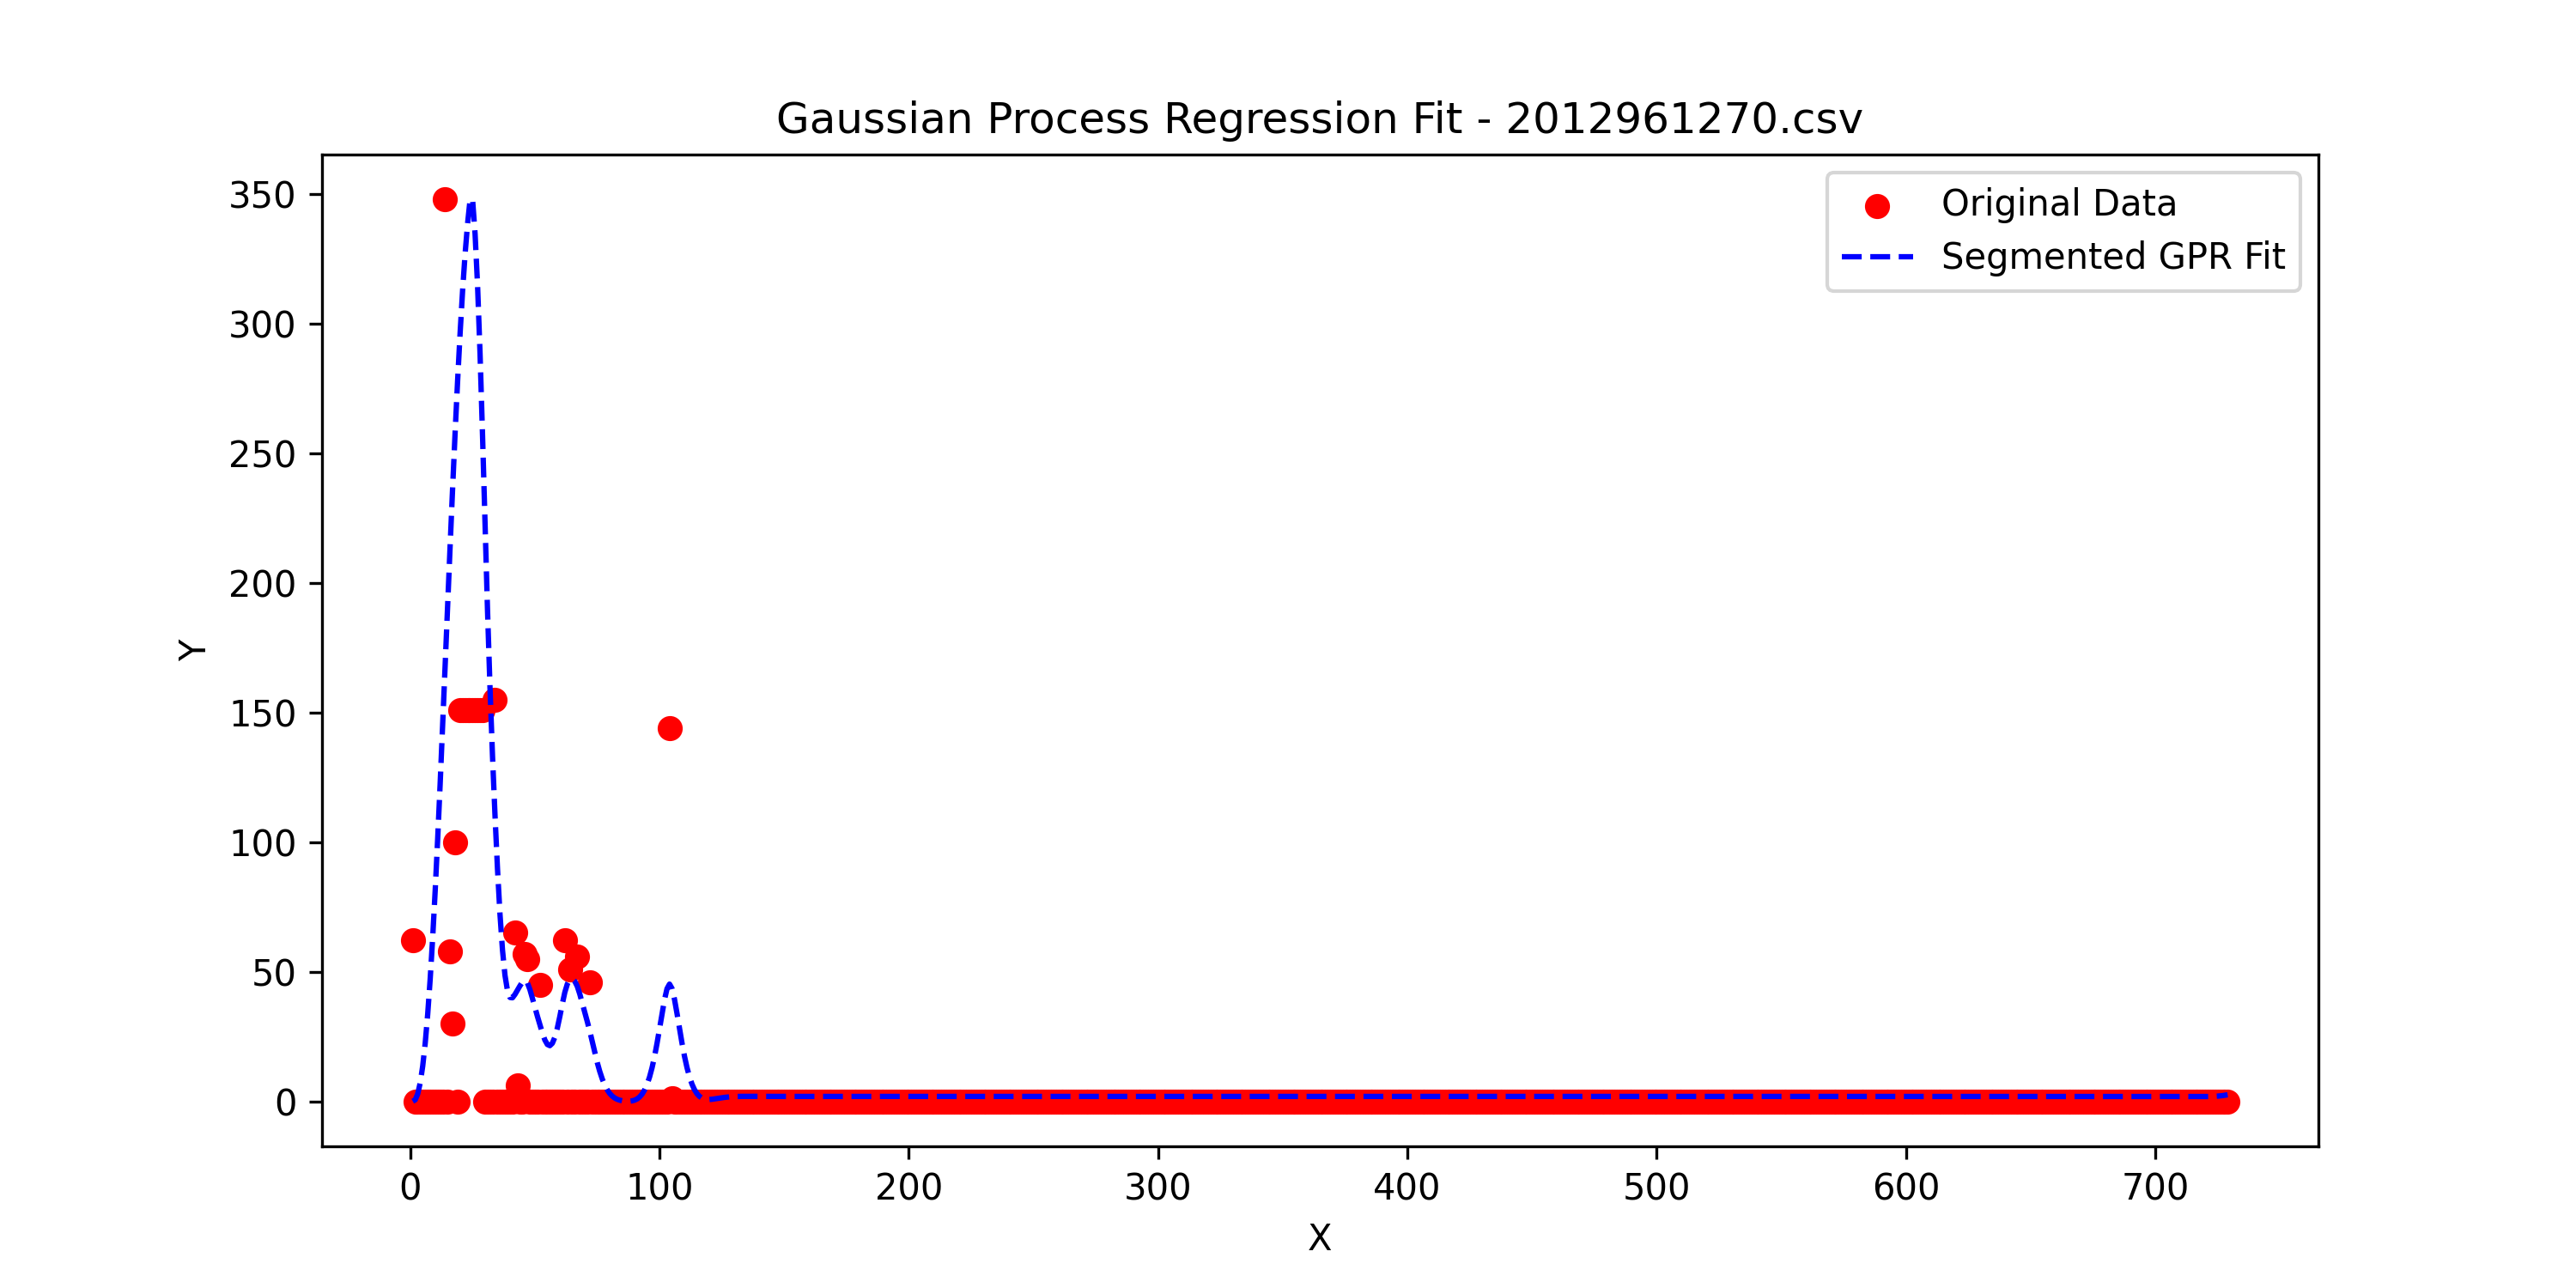 Gaussian Process Regression Fit - 2012961270.csv
Original Data
Segmented GPR Fit
350
300
250
200
150
100
50
0
Y
0 100 200 300 400 500 600 700
X